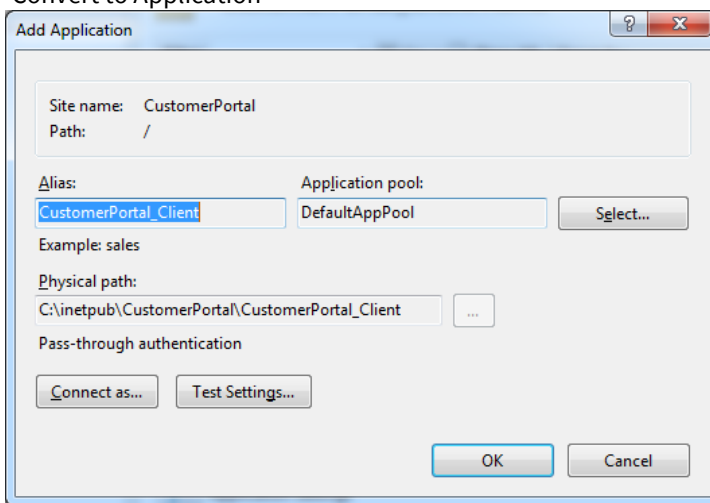 Convert to Application
Add Application
Site name: CustomerPortal
Path: /
Alias: Application pool:
CustomerPortal_Client DefaultAppPool Select...
Example: sales
Physical path:
C:\inetpub\CustomerPortal\CustomerPortal_Client ...
Pass-through authentication
Connect as... Test Settings...
OK Cancel